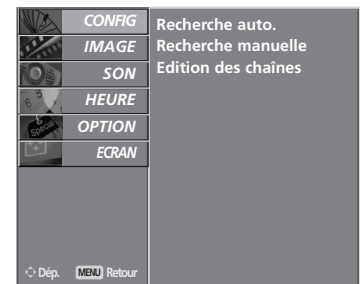 CONFIG
IMAGE
SON
HEURE
OPTION
ECRAN
Recherche auto.
Recherche manuelle
Edition des chaînes
Dép. MENU Retour